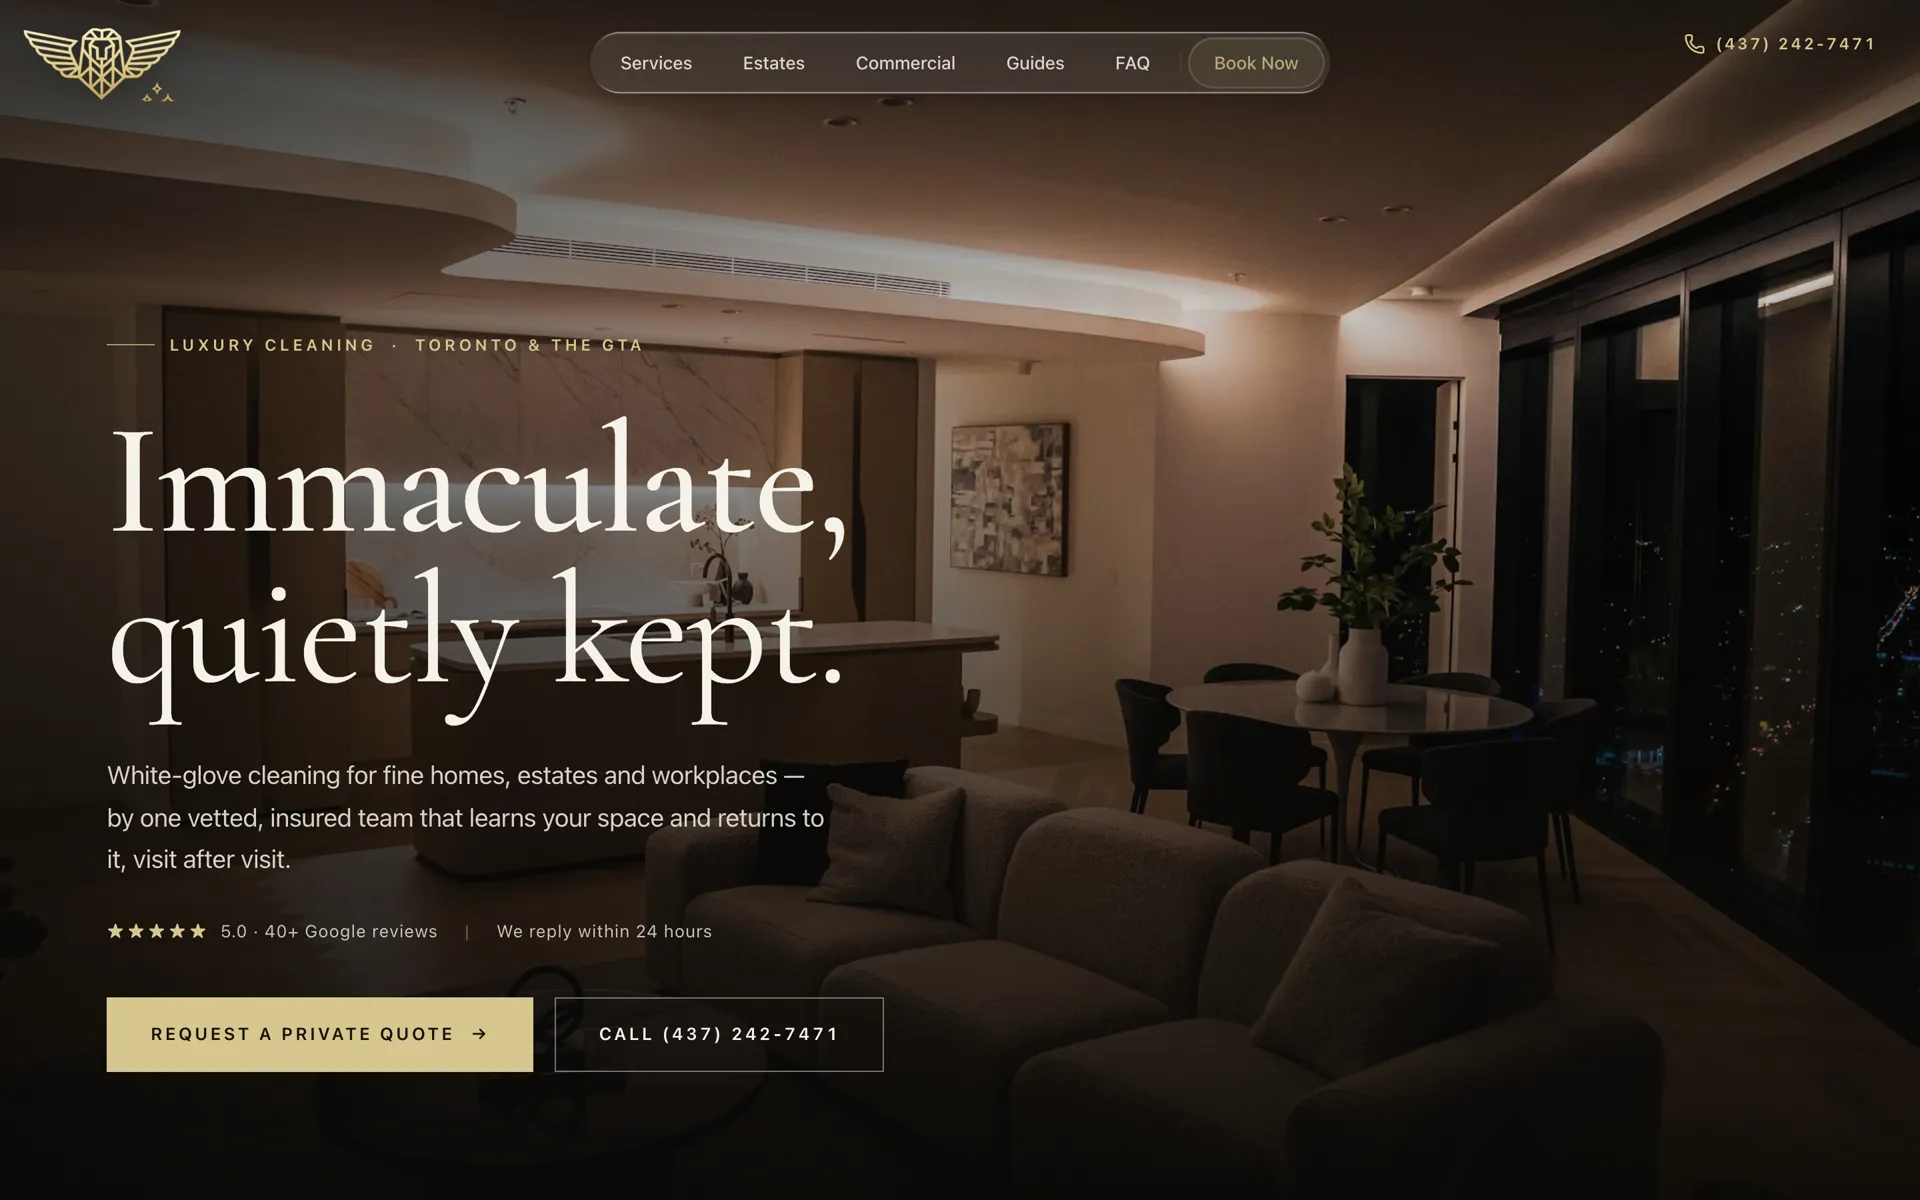 Services Estates Commercial Guides FAQ Book Now
(437) 242-7471
LUXURY CLEANING · TORONTO & THE GTA
Immaculate,
quietly kept.
White-glove cleaning for fine homes, estates and workplaces —
by one vetted, insured team that learns your space and returns to
it, visit after visit.
★★★★★ 5.0 · 40+ Google reviews | We reply within 24 hours
REQUEST A PRIVATE QUOTE →
CALL (437) 242-7471